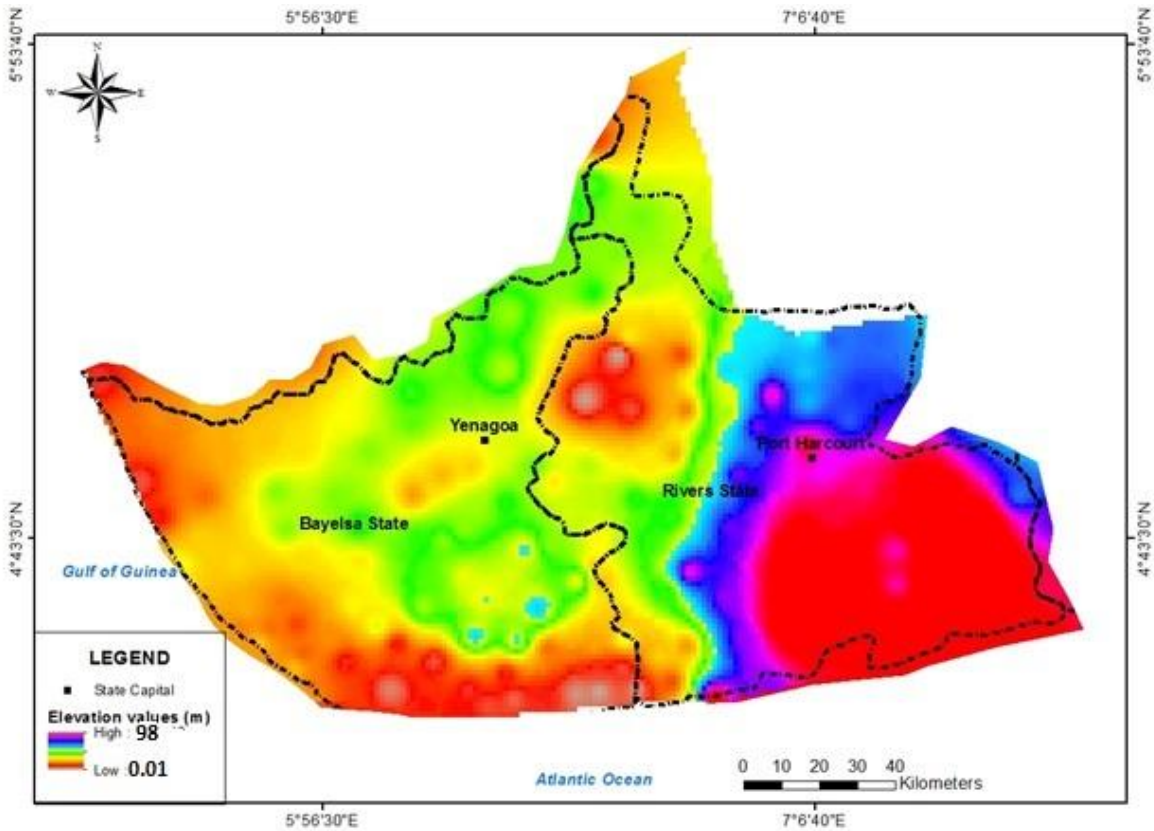 5°56'30"E 7°6'40"E
5°53'40"N 5°53'40"N
N
W E
S
Yenagoa
Port Harcourt
Rivers State
Bayelsa State
4°43'30"N 4°43'30"N
Gulf of Guinea
LEGEND
State Capital
Elevation values (m)
High : 98
Low : 0.01
0 10 20 30 40
Kilometers
Atlantic Ocean
5°56'30"E 7°6'40"E